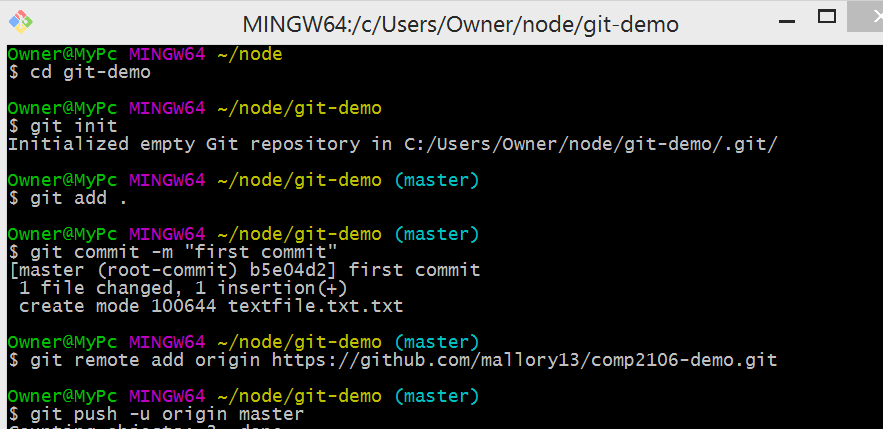 MINGW64:/c/Users/Owner/node/git-demo
Owner@MyPc MINGW64 ~/node
$ cd git-demo
Owner@MyPc MINGW64 ~/node/git-demo
$ git init
Initialized empty Git repository in C:/Users/Owner/node/git-demo/.git/
Owner@MyPc MINGW64 ~/node/git-demo (master)
$ git add .
Owner@MyPc MINGW64 ~/node/git-demo (master)
$ git commit -m "first commit"
[master (root-commit) b5e04d2] first commit
1 file changed, 1 insertion(+)
create mode 100644 textfile.txt.txt
Owner@MyPc MINGW64 ~/node/git-demo (master)
$ git remote add origin https://github.com/mallory13/comp2106-demo.git
Owner@MyPc MINGW64 ~/node/git-demo (master)
$ git push -u origin master
Counting objects: 3, done.